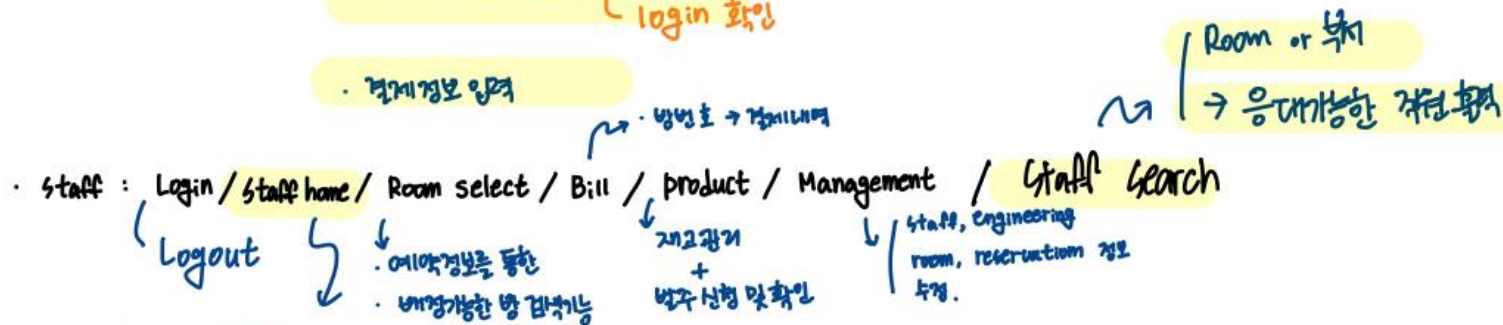 login 확인
· 결제정보 입력
Room or 부서
→ 응대가능한 직원 출력
· 방번호 → 결제내역
· staff : Login / staff home / Room select / Bill / product / Management / Staff Search
Logout
· 예약정보를 통한
· 배정가능한 방 검색기능
재고관리
+
발주 신청 및 확인
staff, engineering
room, reservation 정보
수정.